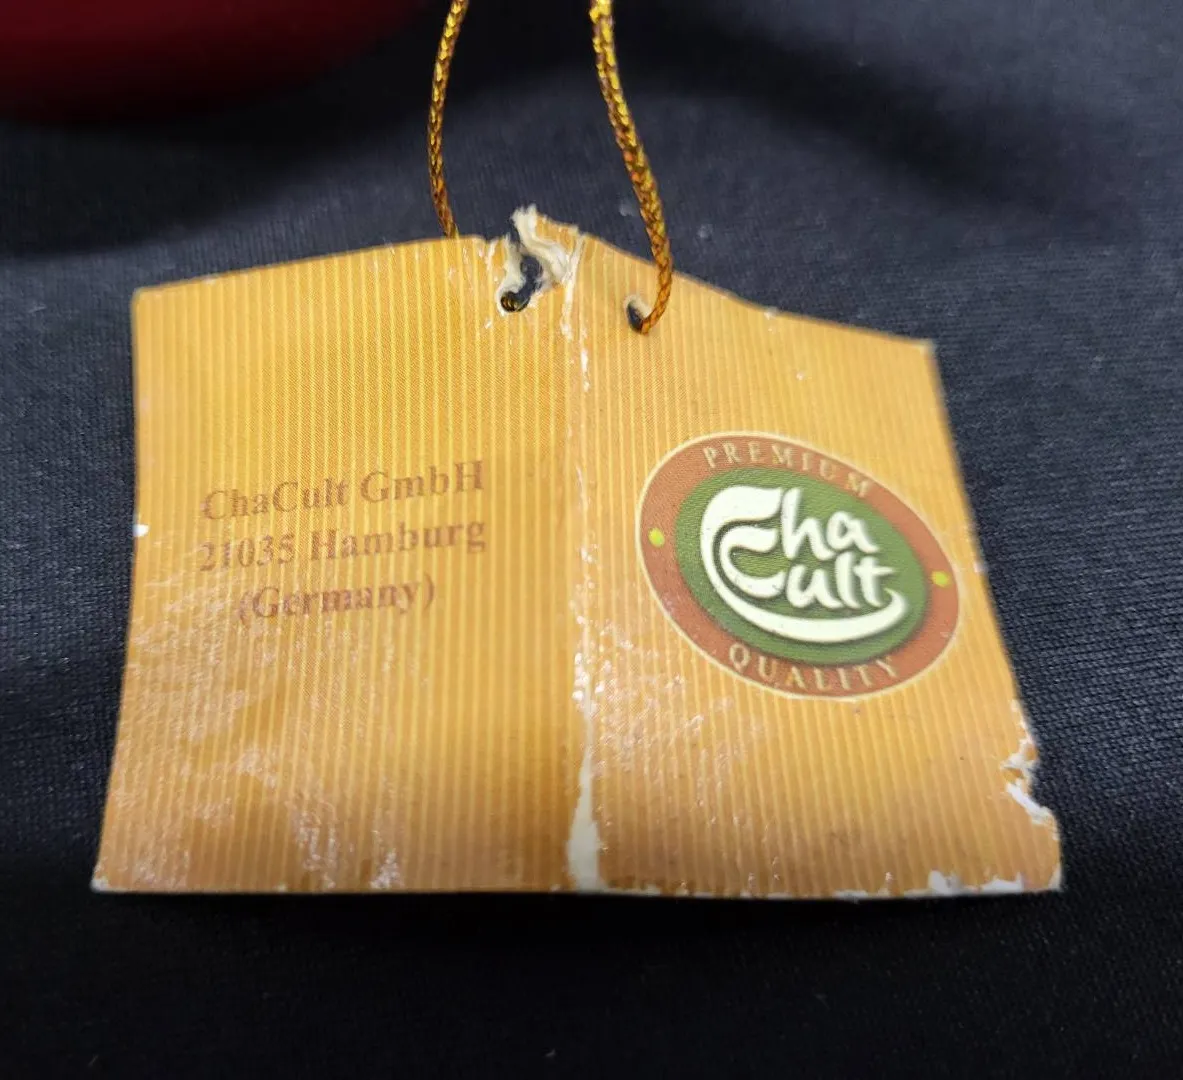 ChaCult GmbH
21035 Hamburg
(Germany)
PREMIUM
Cha
Cult
QUALITY